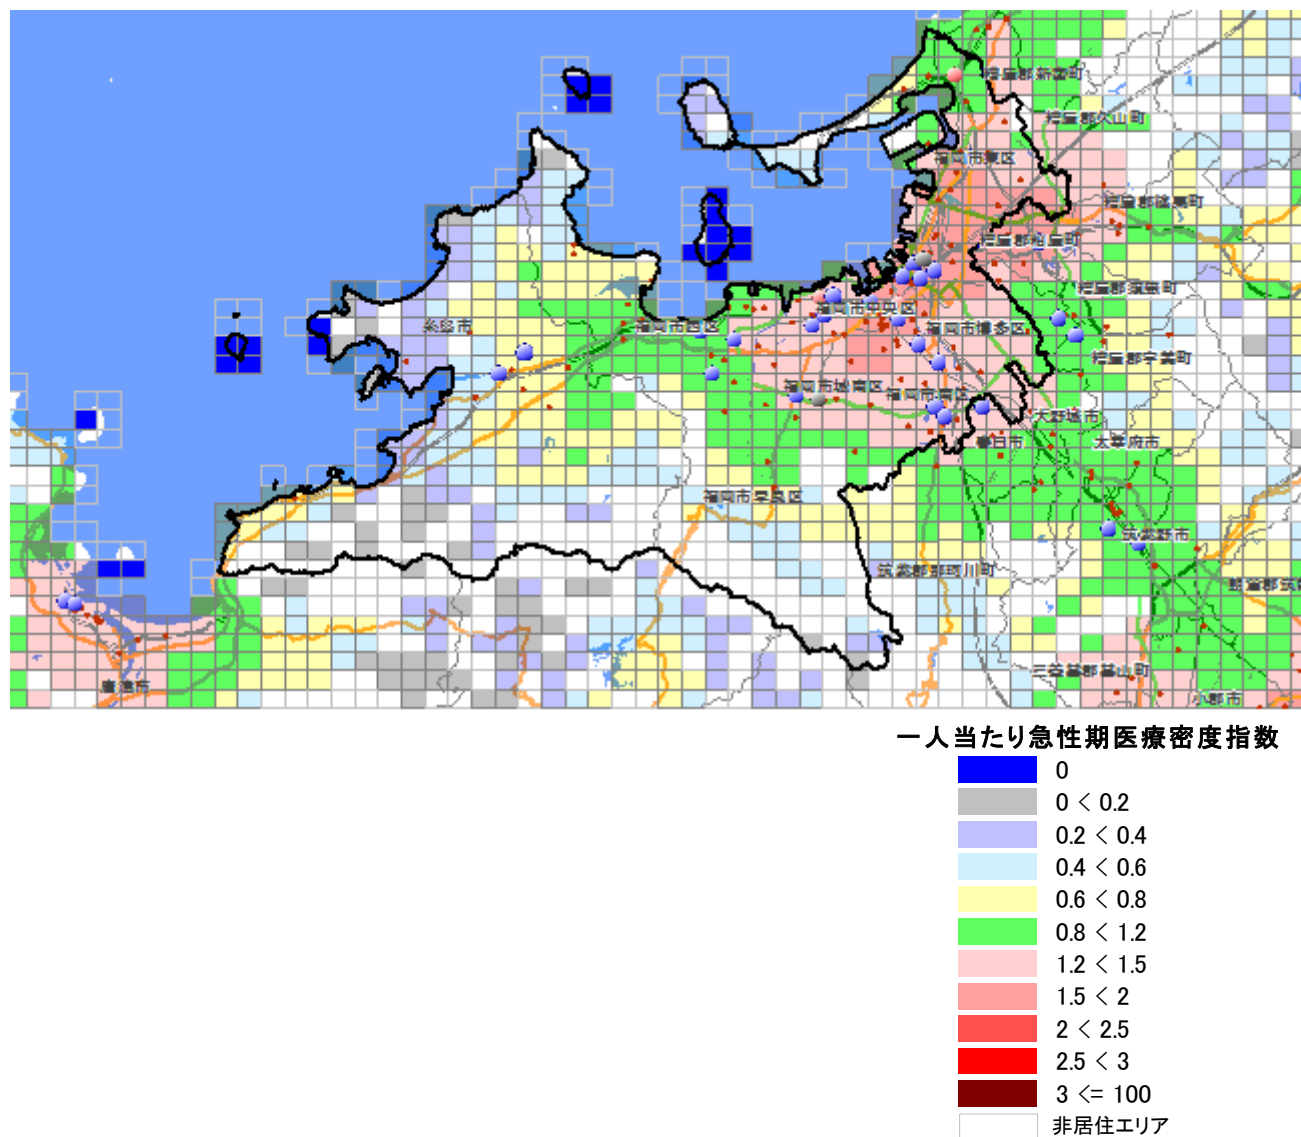 糟屋郡新宮町
糟屋郡久山町
福岡市東区
糟屋郡篠栗町
糟屋郡粕屋町
糟屋郡須恵町
福岡市中央区
糸島市
福岡市西区
福岡市博多区
糟屋郡宇美町
福岡市城南区
福岡市南区
大野城市
春日市
太宰府市
福岡市早良区
筑紫野市
筑紫郡那珂川町
三養基郡基山町
唐津市
小郡市
一人当たり急性期医療密度指数
0
0 < 0.2
0.2 < 0.4
0.4 < 0.6
0.6 < 0.8
0.8 < 1.2
1.2 < 1.5
1.5 < 2
2 < 2.5
2.5 < 3
3 <= 100
非居住エリア